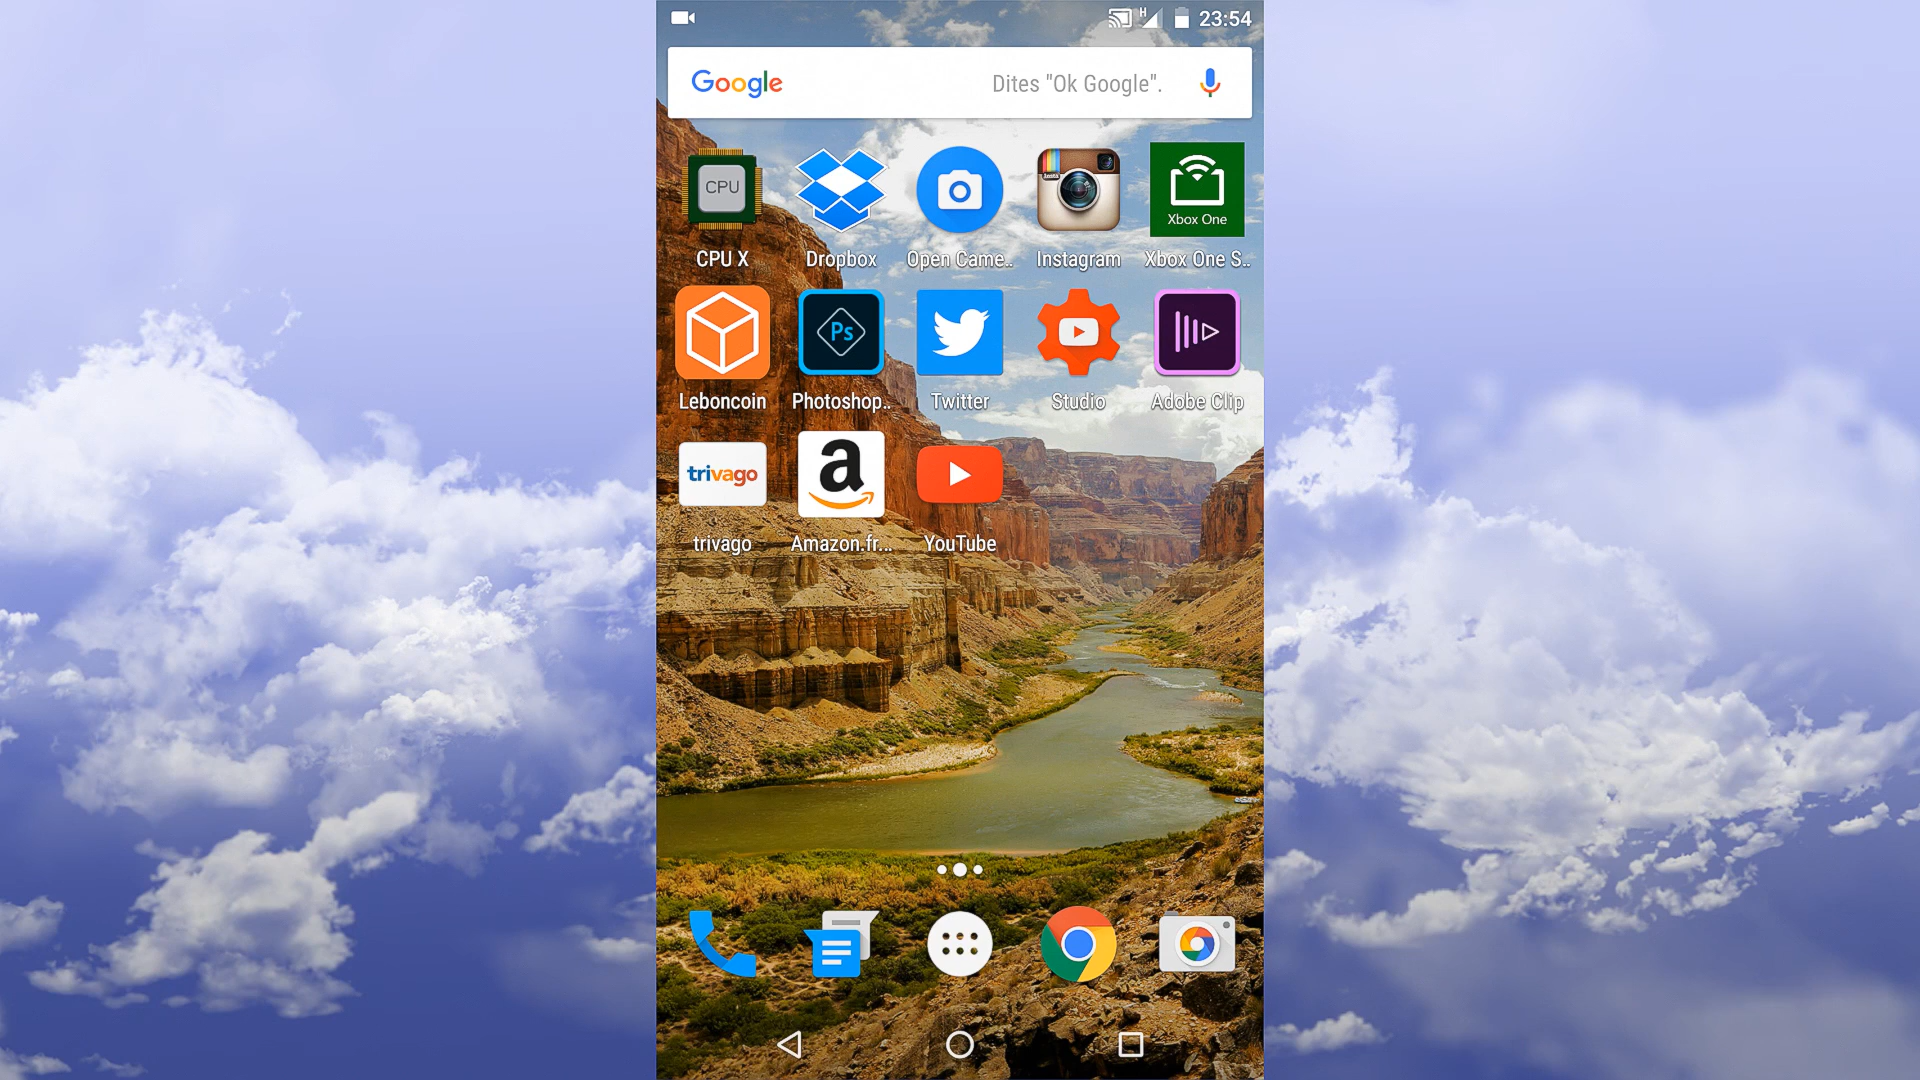 H 23:54
Google Dites "Ok Google".
CPU
Xbox One
CPU X Dropbox Open Came.. Instagram Xbox One S..
Ps
Leboncoin Photoshop.. Twitter Studio Adobe Clip
trivago a
trivago Amazon.fr... YouTube